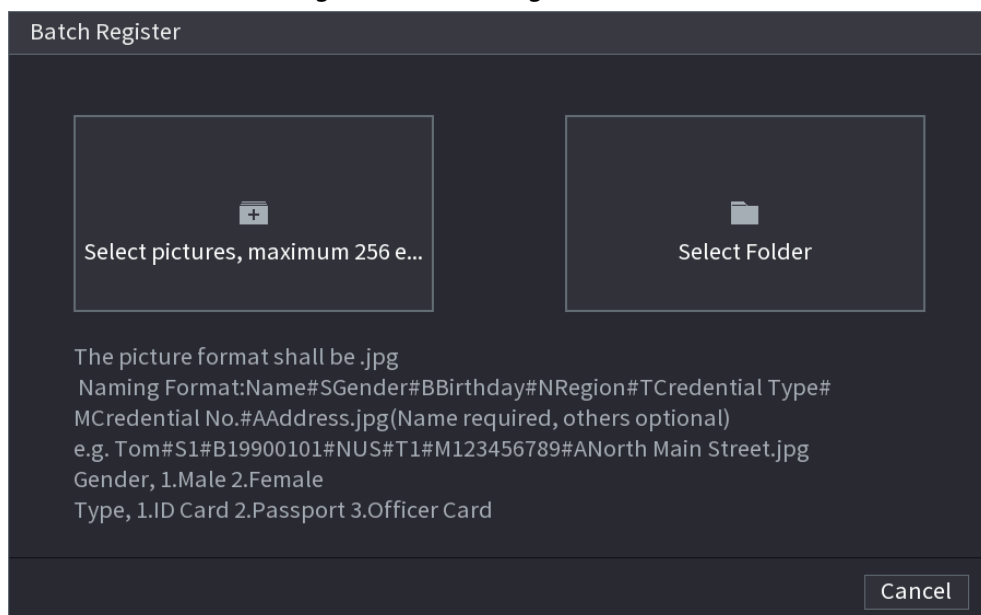 Batch Register
Select pictures, maximum 256 e...
Select Folder
The picture format shall be .jpg
Naming Format:Name#SGender#BBirthday#NRegion#TCredential Type#
MCredential No.#AAddress.jpg(Name required, others optional)
e.g. Tom#S1#B19900101#NUS#T1#M123456789#ANorth Main Street.jpg
Gender, 1.Male 2.Female
Type, 1.ID Card 2.Passport 3.Officer Card
Cancel